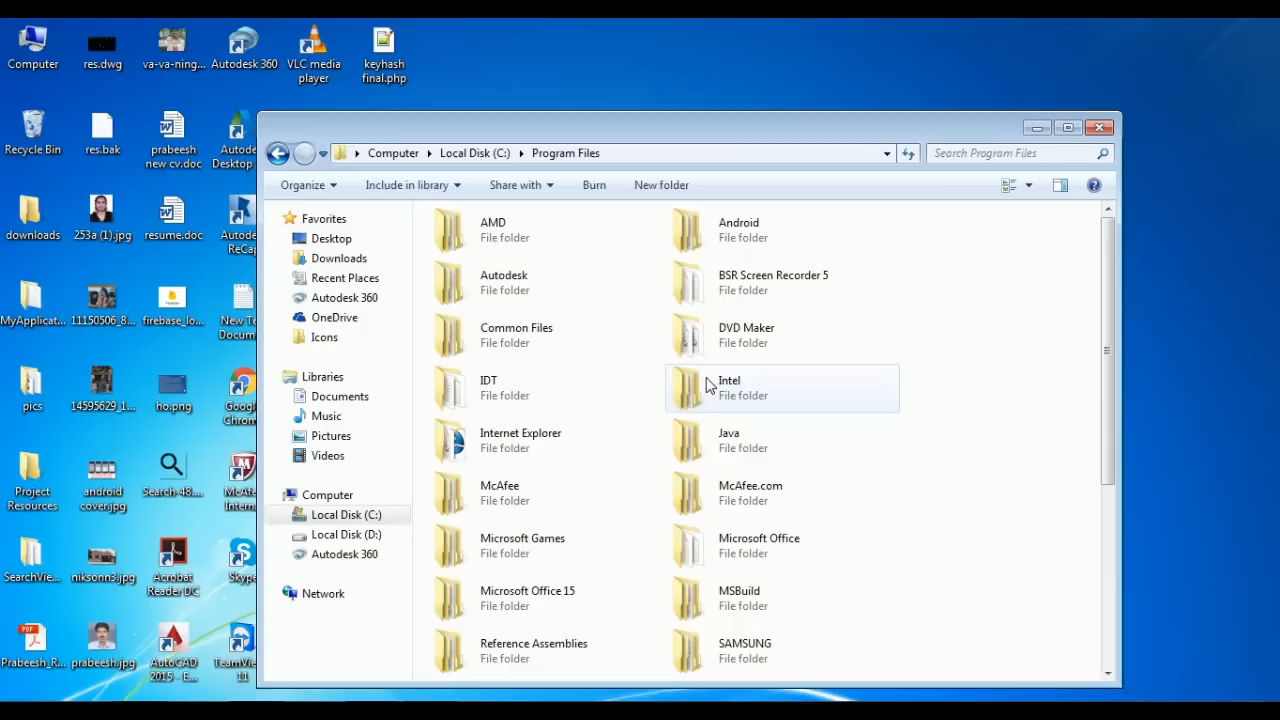 Computer
res.dwg
va-va-ning...
Autodesk 360
VLC media
player
keyhash
final.php
Recycle Bin
res.bak
prabeesh
new cv.doc
Autode
Desktop
downloads
253a (1).jpg
resume.doc
Autode
ReCap
MyApplicat...
11150506_8...
firebase_lo...
New Te
Docum
pics
14595629_1...
ho.png
Google
Chrom
Project
Resources
android
cover.jpg
Search-48....
McAfe
Intern
SearchVie...
niksonn3.jpg
Acrobat
Reader DC
Skype
Prabeesh_R...
prabeesh.jpg
AutoCAD
2015 - E...
TeamVie
11
Computer
Local Disk (C:)
Program Files
Search Program Files
Organize
Include in library
Share with
Burn
New folder
Favorites
Desktop
Downloads
Recent Places
Autodesk 360
OneDrive
Icons
Libraries
Documents
Music
Pictures
Videos
Computer
Local Disk (C:)
Local Disk (D:)
Autodesk 360
Network
AMD
File folder
Android
File folder
Autodesk
File folder
BSR Screen Recorder 5
File folder
Common Files
File folder
DVD Maker
File folder
IDT
File folder
Intel
File folder
Internet Explorer
File folder
Java
File folder
McAfee
File folder
McAfee.com
File folder
Microsoft Games
File folder
Microsoft Office
File folder
Microsoft Office 15
File folder
MSBuild
File folder
Reference Assemblies
File folder
SAMSUNG
File folder